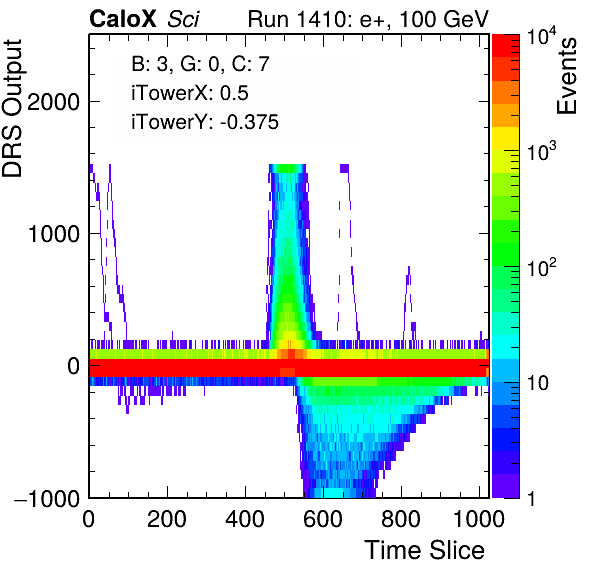 CaloX Sci Run 1410: e+, 100 GeV
B: 3, G: 0, C: 7
iTowerX: 0.5
iTowerY: -0.375
DRS Output
2000
1000
0
−1000
0 200 400 600 800 1000
Time Slice
Events
10^4
10^3
10^2
10
1